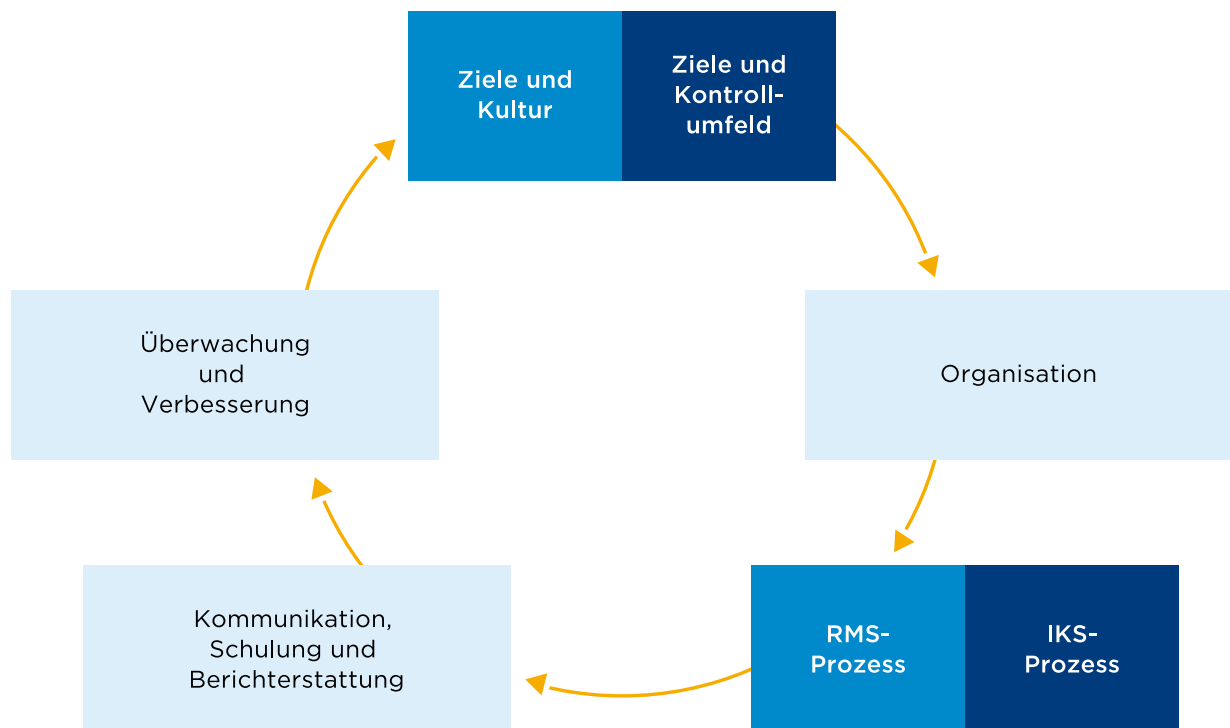 Ziele und
Kultur
Ziele und
Kontroll-
umfeld
Organisation
RMS-
Prozess
IKS-
Prozess
Kommunikation,
Schulung und
Berichterstattung
Überwachung
und
Verbesserung